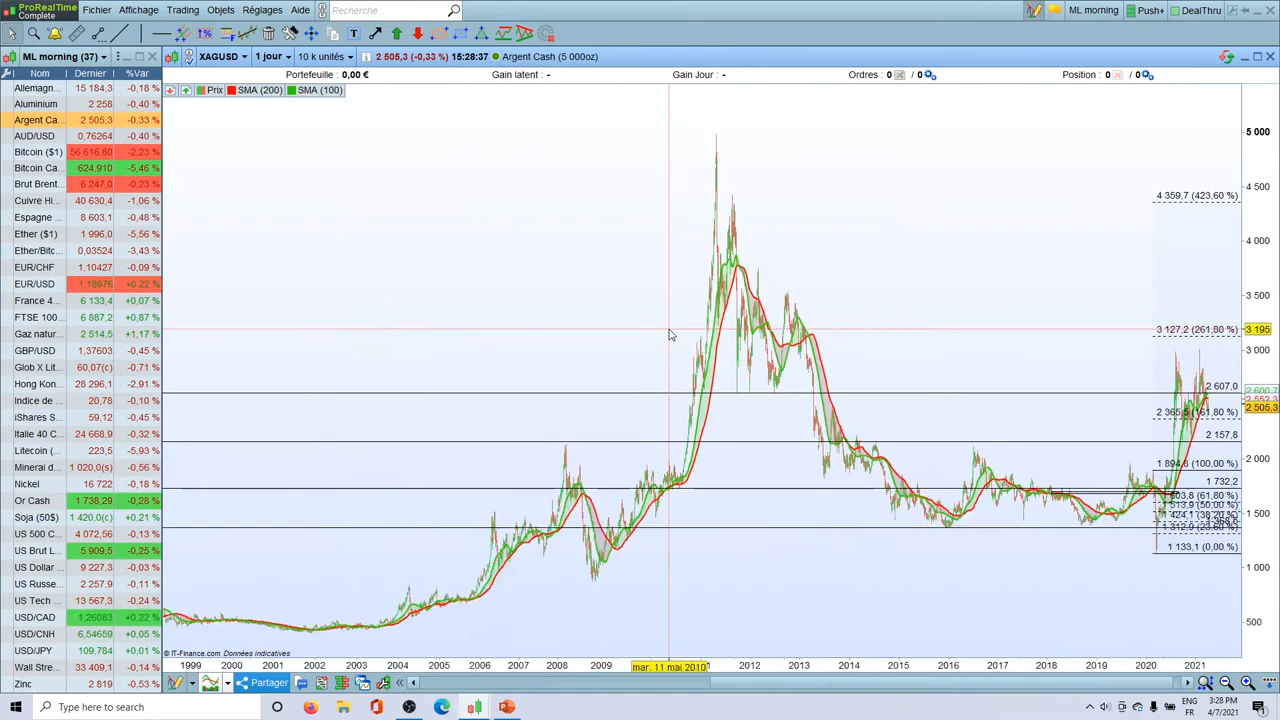 ProRealTime
Complete
Fichier Affichage Trading Objets Réglages Aide
Recherche ...
ML morning Push+ DealThru
ML morning (37)
XAGUSD 1 jour 10 k unités 2 505,3 (-0,33 %) 15:28:37 Argent Cash (5 000oz)
Portefeuille : 0,00 € Gain latent : - Gain Jour : - Ordres : 0 / 0 Position : 0 / 0
Nom Dernier %Var
Prix SMA (200) SMA (100)
Allemagn... 15 184,3 -0,18 %
Aluminium 2 258 -0,40 %
Argent Ca... 2 505,3 -0,33 %
AUD/USD 0,76264 -0,40 %
Bitcoin ($1) 56 616,80 -2,23 %
Bitcoin Ca... 624,910 -5,46 %
Brut Brent... 6 247,0 -0,23 %
Cuivre Hi... 40 630,4 -1,06 %
Espagne ... 8 603,1 -0,48 %
Ether ($1) 1 996,0 -5,56 %
Ether/Bitc... 0,03524 -3,43 %
EUR/CHF 1,10427 -0,09 %
EUR/USD 1,18976 +0,22 %
France 4... 6 133,4 +0,07 %
FTSE 100... 6 887,2 +0,87 %
Gaz natur... 2 514,5 +1,17 %
GBP/USD 1,37603 -0,45 %
Glob X Lit... 60,07(c) -0,71 %
Hong Kon... 28 296,1 -2,91 %
Indice de ... 20,78 -0,10 %
iShares S... 59,12 -0,45 %
Italie 40 C... 24 668,9 -0,32 %
Litecoin (... 223,5 -5,93 %
Minerai d... 1 020,0(s) -0,56 %
Nickel 16 722 -0,18 %
Or Cash 1 738,29 -0,28 %
Soja (50$) 1 420,0(c) +0,21 %
US 500 C... 4 072,56 -0,13 %
US Brut L... 5 909,5 -0,25 %
US Dollar ... 9 227,3 -0,03 %
US Russe... 2 257,9 -0,11 %
US Tech ... 13 567,3 -0,24 %
USD/CAD 1,26083 +0,22 %
USD/CNH 6,54659 +0,05 %
USD/JPY 109,784 +0,01 %
Wall Stre... 33 409,1 -0,14 %
Zinc 2 819 -0,53 %
5 000
4 500
4 359,7 (423,60 %)
4 000
3 500
3 127,2 (261,80 %)
3 195
3 000
2 607,0
2 505,3
2 365,5 (161,80 %)
2 157,8
2 000
1 894,6 (100,00 %)
1 732,2
1 500
1 133,1 (0,00 %)
1 000
500
© IT-Finance.com Données indicatives
1999 2000 2001 2002 2003 2004 2005 2006 2007 2008 2009 mar. 11 mai 2010 2012 2013 2014 2015 2016 2017 2018 2019 2020 2021
Partager
Type here to search
ENG
FR
3:28 PM
4/7/2021